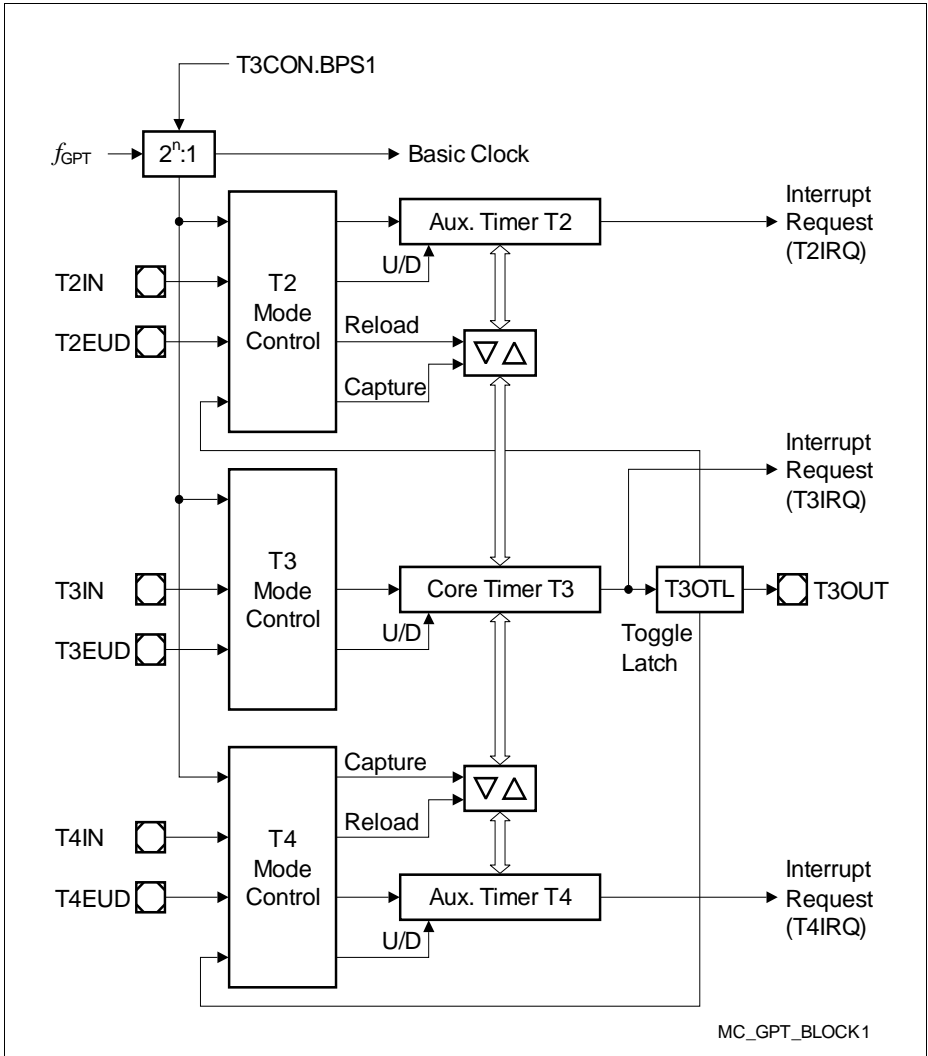 T3CON.BPS1
fGPT
2n:1
Basic Clock
Interrupt
Request
(T2IRQ)
Aux. Timer T2
U/D
T2IN
T2
Mode
Control
T2EUD
Reload
Capture
Interrupt
Request
(T3IRQ)
T3
Mode
Control
T3IN
Core Timer T3
T3OTL
T3OUT
U/D
T3EUD
Toggle
Latch
Capture
Reload
T4IN
T4
Mode
Control
T4EUD
Aux. Timer T4
U/D
Interrupt
Request
(T4IRQ)
MC_GPT_BLOCK1